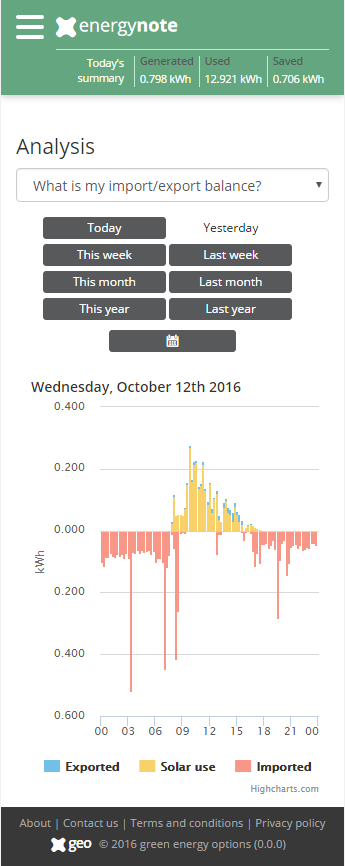 energynote
Today's summary
Generated Used Saved
0.798 kWh 12.921 kWh 0.706 kWh
Analysis
What is my import/export balance?
Today Yesterday
This week Last week
This month Last month
This year Last year
Wednesday, October 12th 2016
0.400
0.200
0.000
kWh
0.200
0.400
0.600
00 03 06 09 12 15 18 21 00
Exported Solar use Imported
Highcharts.com
About | Contact us | Terms and conditions | Privacy policy
geo © 2016 green energy options (0.0.0)